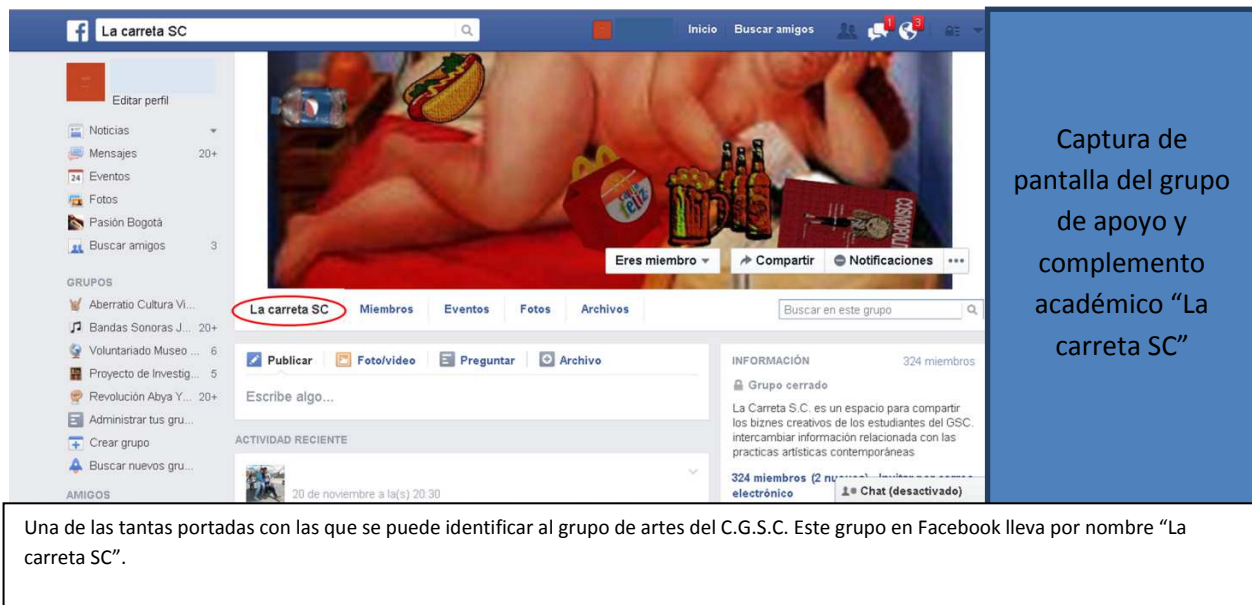 La carreta SC
Inicio Buscar amigos 1 3
Editar perfil
Noticias
Mensajes 20+
24 Eventos
Fotos
Pasión Bogotá
Buscar amigos 3
GRUPOS
Aberratio Cultura Vi...
Bandas Sonoras J... 20+
Voluntariado Museo ... 6
Proyecto de Investig... 5
Revolución Abya Y... 20+
Administrar tus gru...
Crear grupo
Buscar nuevos gru...
AMIGOS
feliz
COSMOPOLIT
Eres miembro Compartir Notificaciones ...
La carreta SC Miembros Eventos Fotos Archivos Buscar en este grupo
Publicar Foto/video Preguntar Archivo
Escribe algo...
ACTIVIDAD RECIENTE
20 de noviembre a la(s) 20:30
INFORMACIÓN 324 miembros
Grupo cerrado
La Carreta S.C. es un espacio para compartir
los biznes creativos de los estudiantes del GSC.
intercambiar información relacionada con las
practicas artísticas contemporáneas
324 miembros (2
electrónico
Chat (desactivado)
Captura de
pantalla del grupo
de apoyo y
complemento
académico “La
carreta SC”
Una de las tantas portadas con las que se puede identificar al grupo de artes del C.G.S.C. Este grupo en Facebook lleva por nombre “La
carreta SC”.